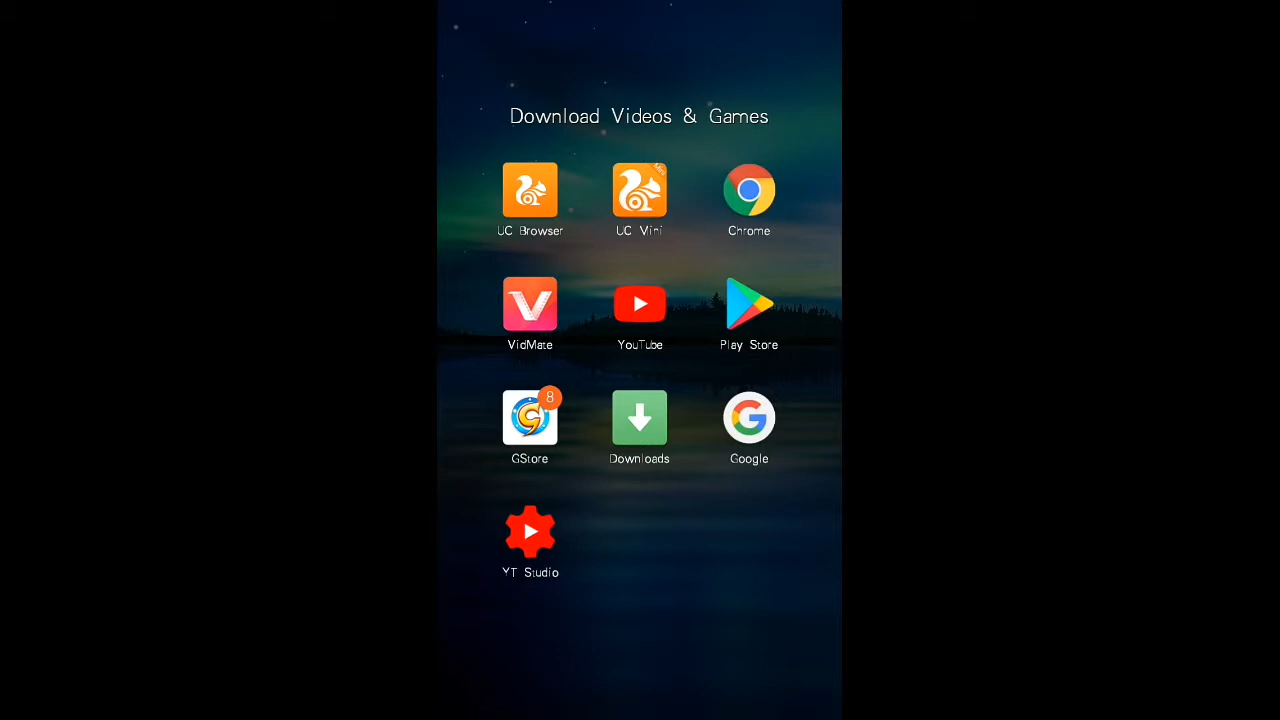 Download Videos & Games
UC Browser
UC Mini
Chrome
VidMate
YouTube
Play Store
8
GStore
Downloads
Google
YT Studio